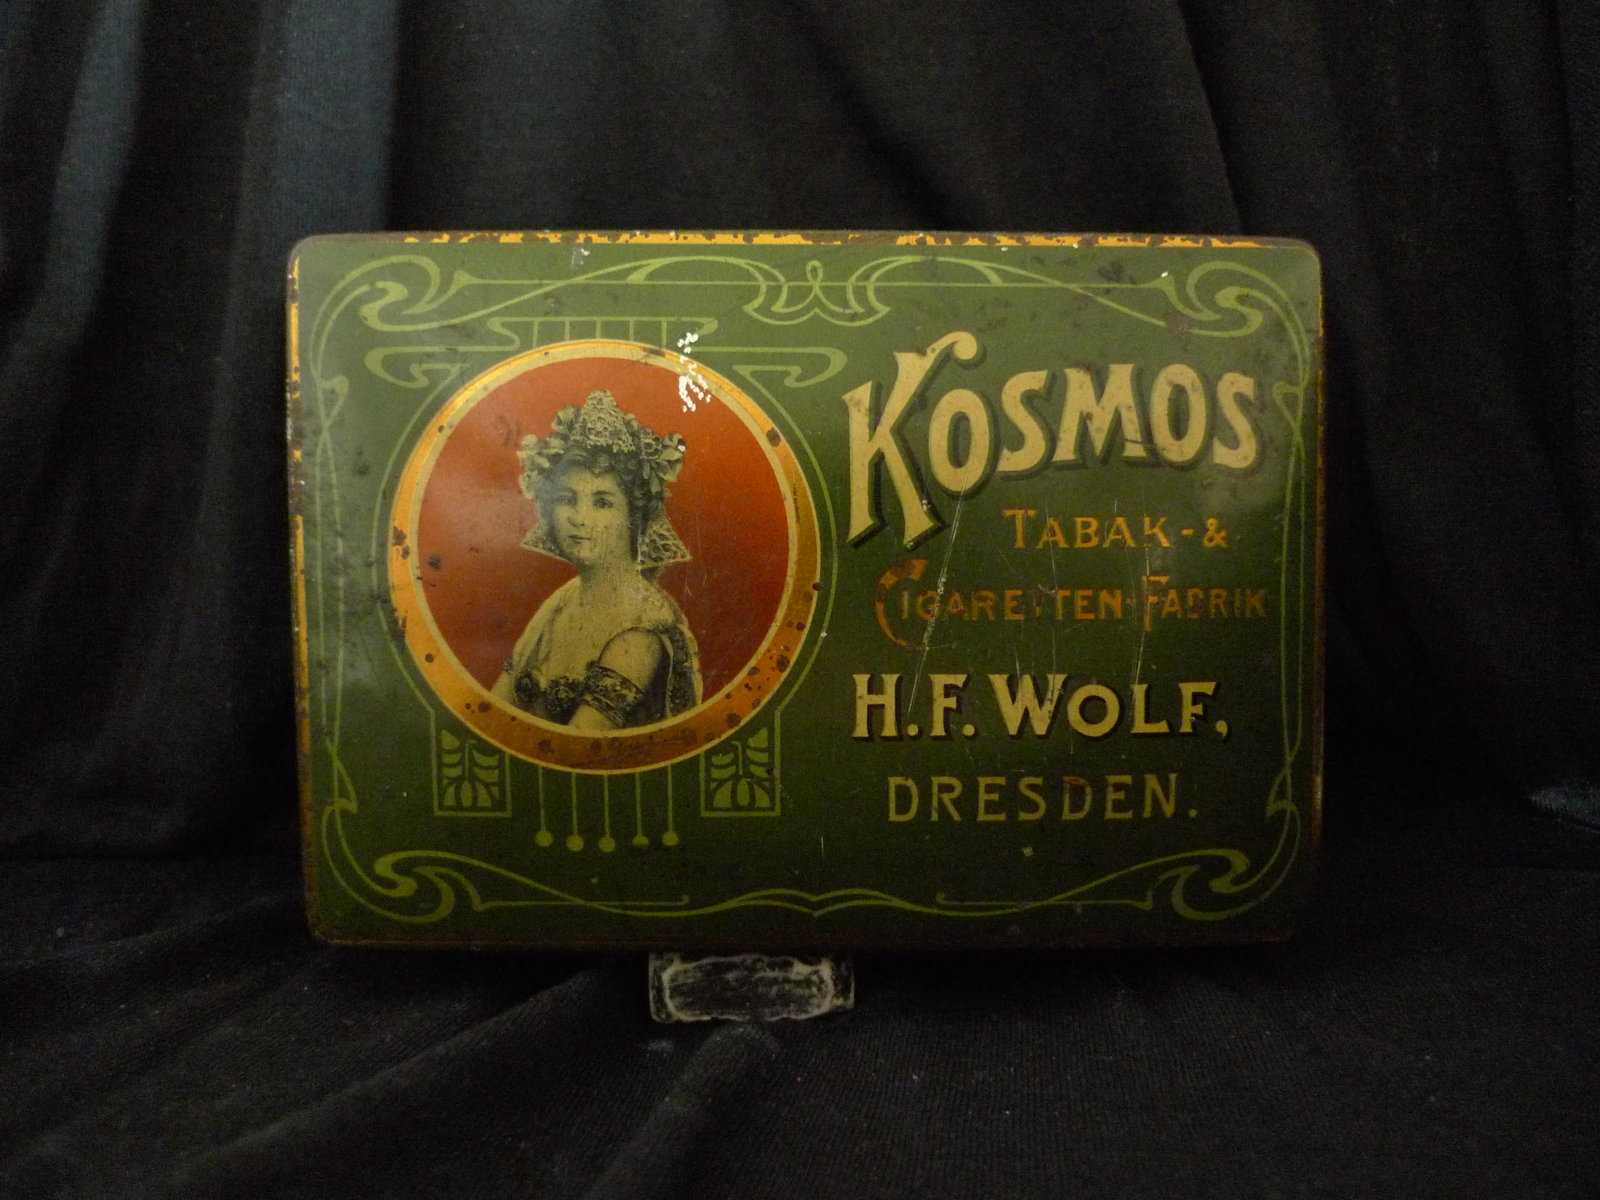 KOSMOS
TABAK-&
CIGARETTEN-FABRIK
H.F. WOLF,
DRESDEN.